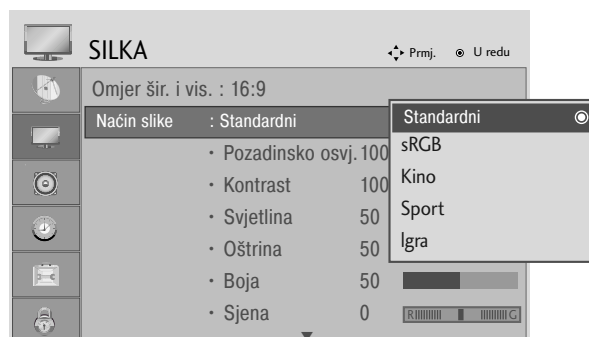 SILKA
Prmj. U redu
Omjer šir. i vis. : 16:9
Naćin slike : Standardni
• Pozadinsko osvj. 100
• Kontrast 100
• Svjetlina 50
• Oštrina 50
• Boja 50
• Sjena 0
R G
Standardni
sRGB
Kino
Sport
Igra